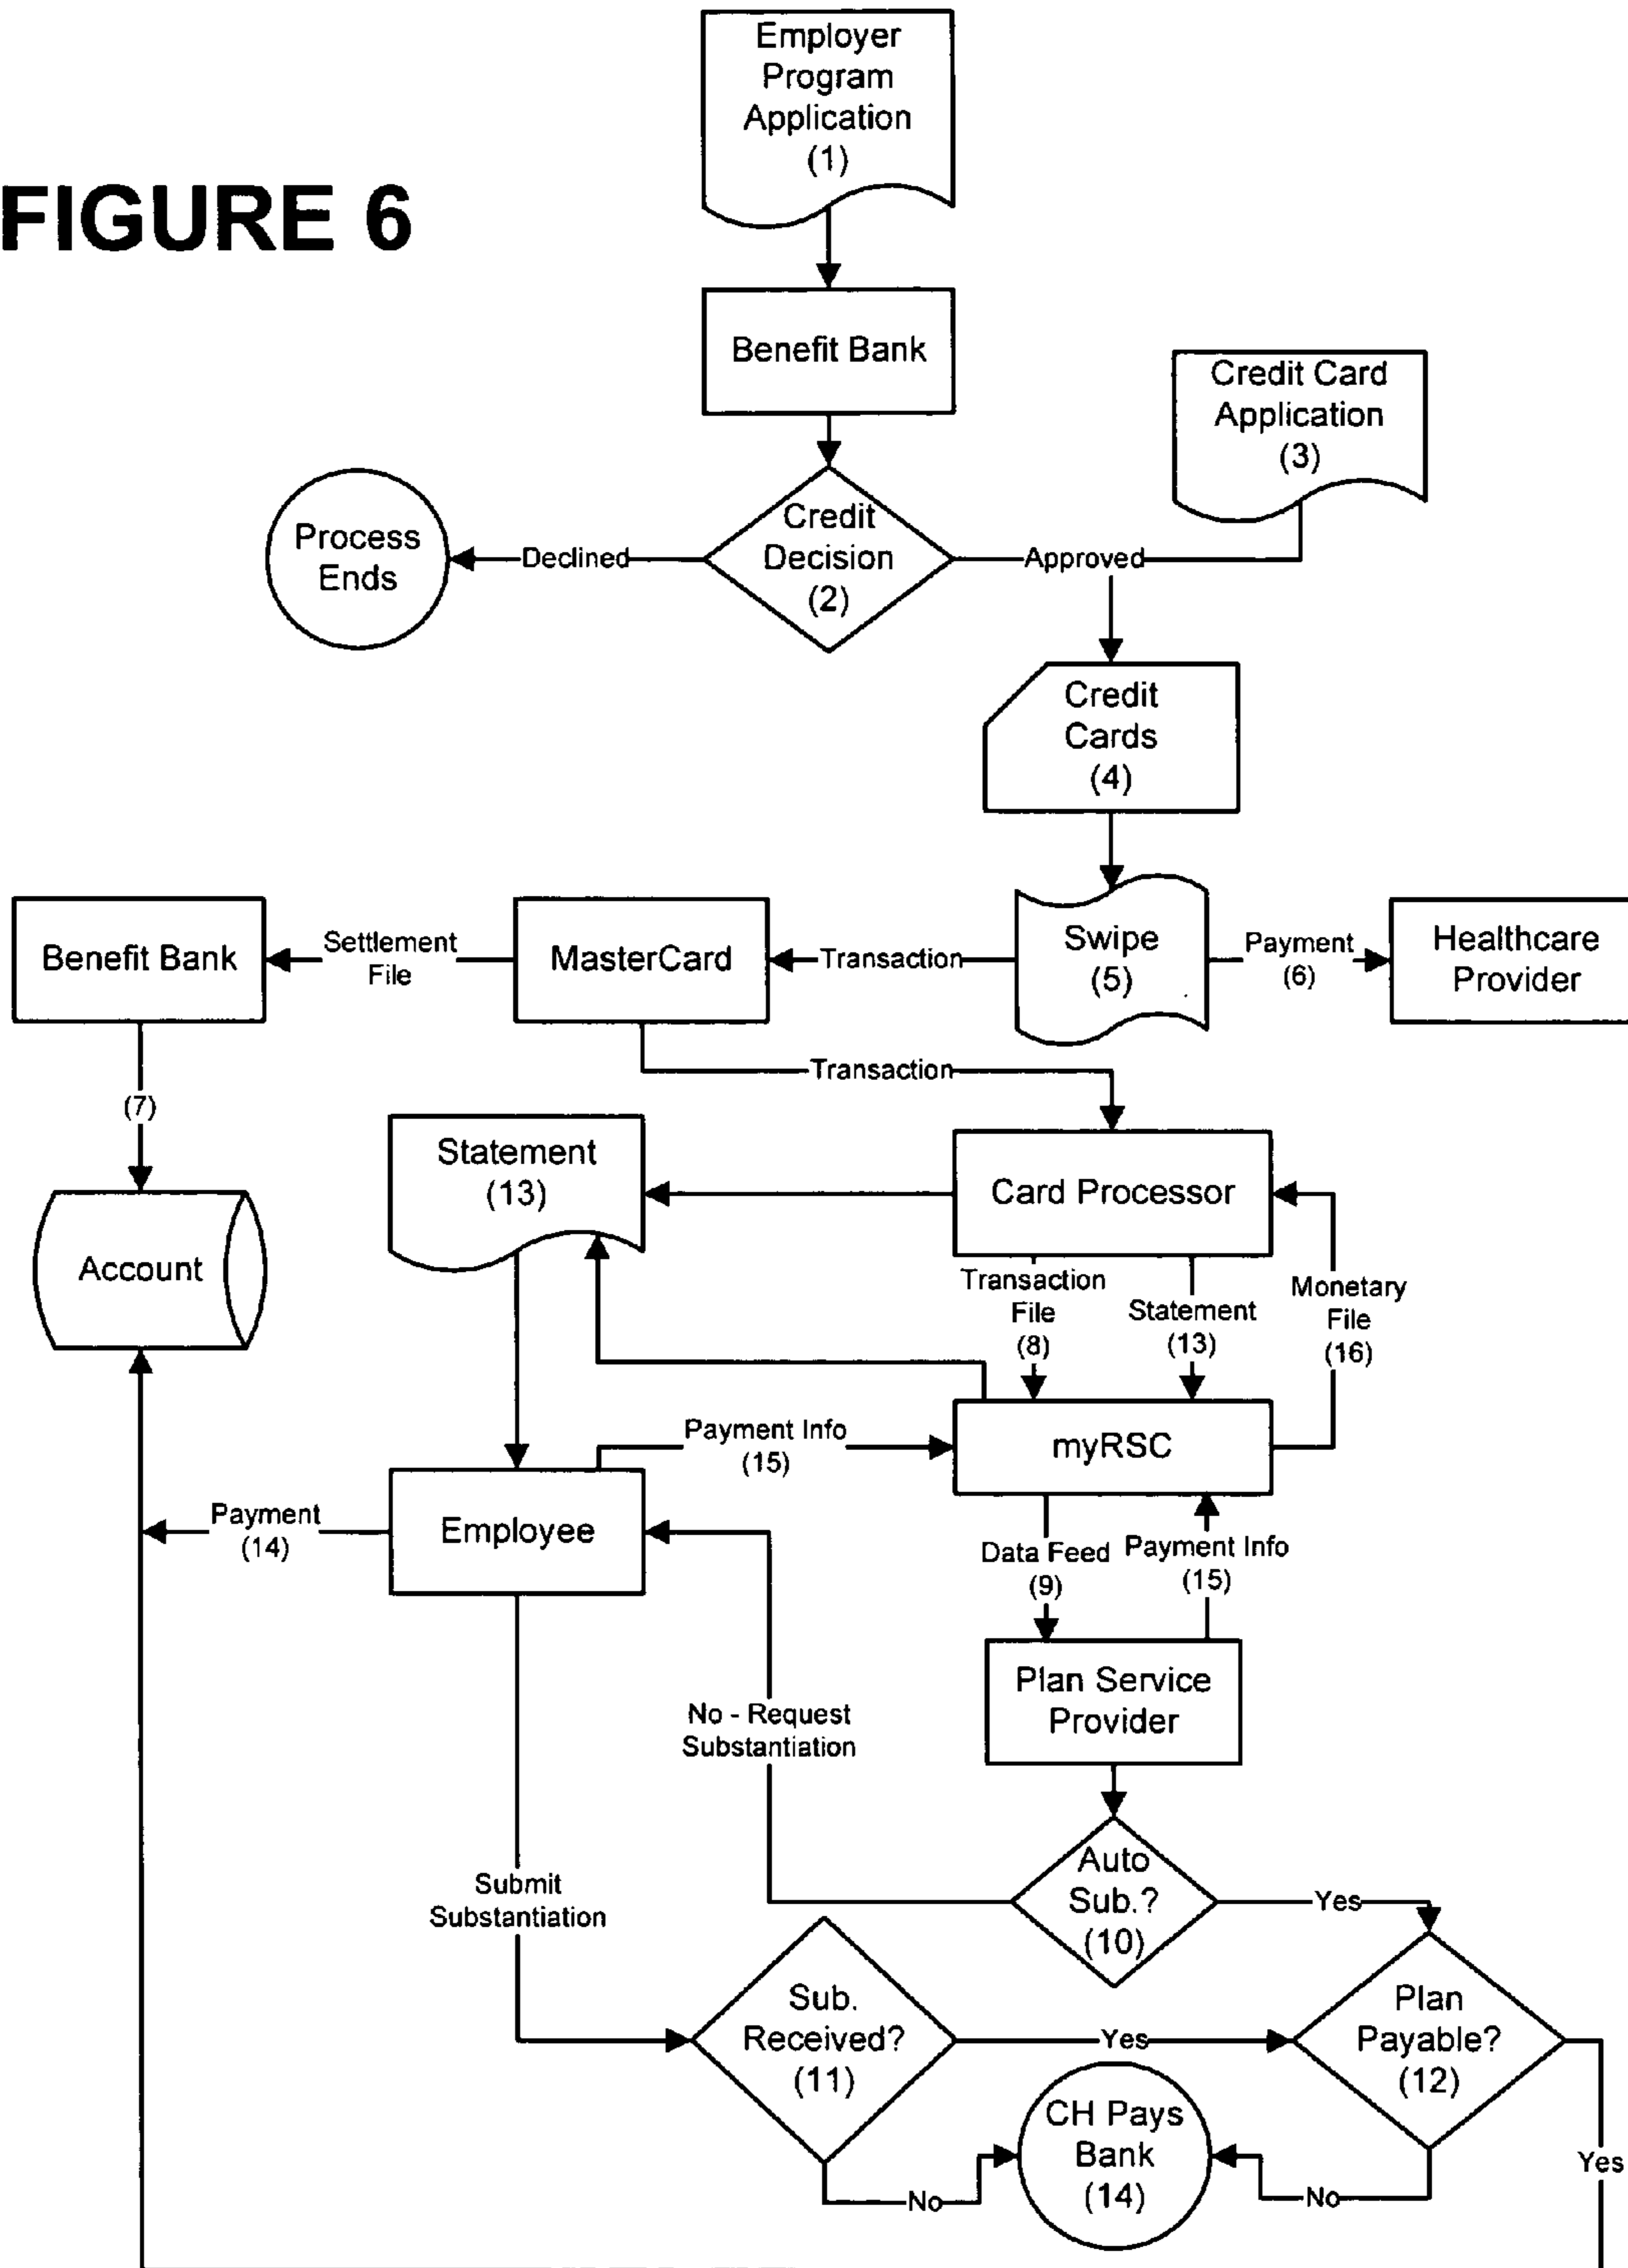 FIGURE 6
Employer
Program
Application
(1)
Benefit Bank
Credit Card
Application
(3)
Process
Ends
Declined
Credit
Decision
(2)
Approved
Credit
Cards
(4)
Benefit Bank
Settlement
File
MasterCard
Transaction
Swipe
(5)
Payment
(6)
Healthcare
Provider
Transaction
(7)
Statement
(13)
Card Processor
Account
Transaction
File
(8)
Statement
(13)
Monetary
File
(16)
Payment Info
(15)
myRSC
Payment
(14)
Employee
Data Feed
(9)
Payment Info
(15)
Plan Service
Provider
No - Request
Substantiation
Auto
Sub.?
(10)
Yes
Submit
Substantiation
Sub.
Received?
(11)
Yes
Plan
Payable?
(12)
CH Pays
Bank
(14)
No
No
Yes